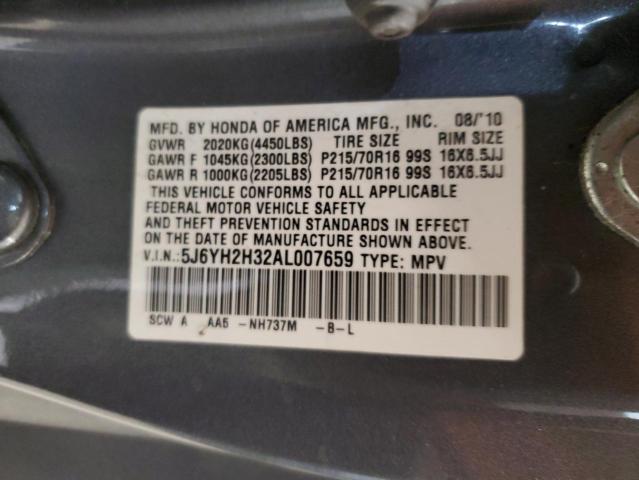 MFD. BY HONDA OF AMERICA MFG., INC. 08/'10
GVWR 2020KG(4450LBS) TIRE SIZE RIM SIZE
GAWR F 1045KG(2300LBS) P215/70R16 99S 16X6.5JJ
GAWR R 1000KG(2205LBS) P215/70R16 99S 16X6.5JJ
THIS VEHICLE CONFORMS TO ALL APPLICABLE
FEDERAL MOTOR VEHICLE SAFETY
AND THEFT PREVENTION STANDARDS IN EFFECT
ON THE DATE OF MANUFACTURE SHOWN ABOVE.
V.I.N.:5J6YH2H32AL007659 TYPE: MPV
SCW A AA5 -NH737M -B-L